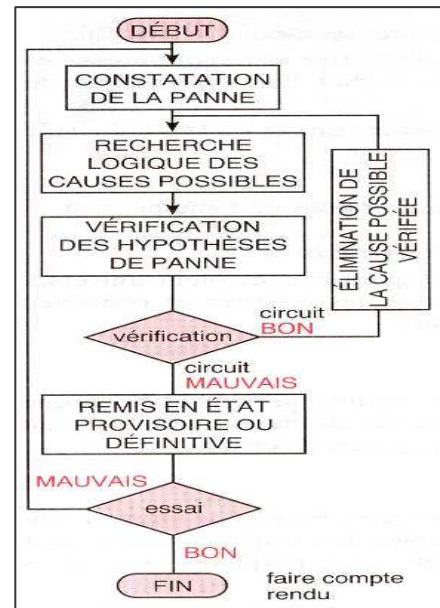 DÉBUT
CONSTATATION
DE LA PANNE
RECHERCHE
LOGIQUE DES
CAUSES POSSIBLES
VÉRIFICATION
DES HYPOTHÈSES
DE PANNE
ÉLIMINATION DE
LA CAUSE POSSIBLE
VÉRIFÉE
circuit
BON
vérification
circuit
MAUVAIS
REMIS EN ÉTAT
PROVISOIRE OU
DÉFINITIVE
MAUVAIS
essai
BON
FIN
faire compte
rendu